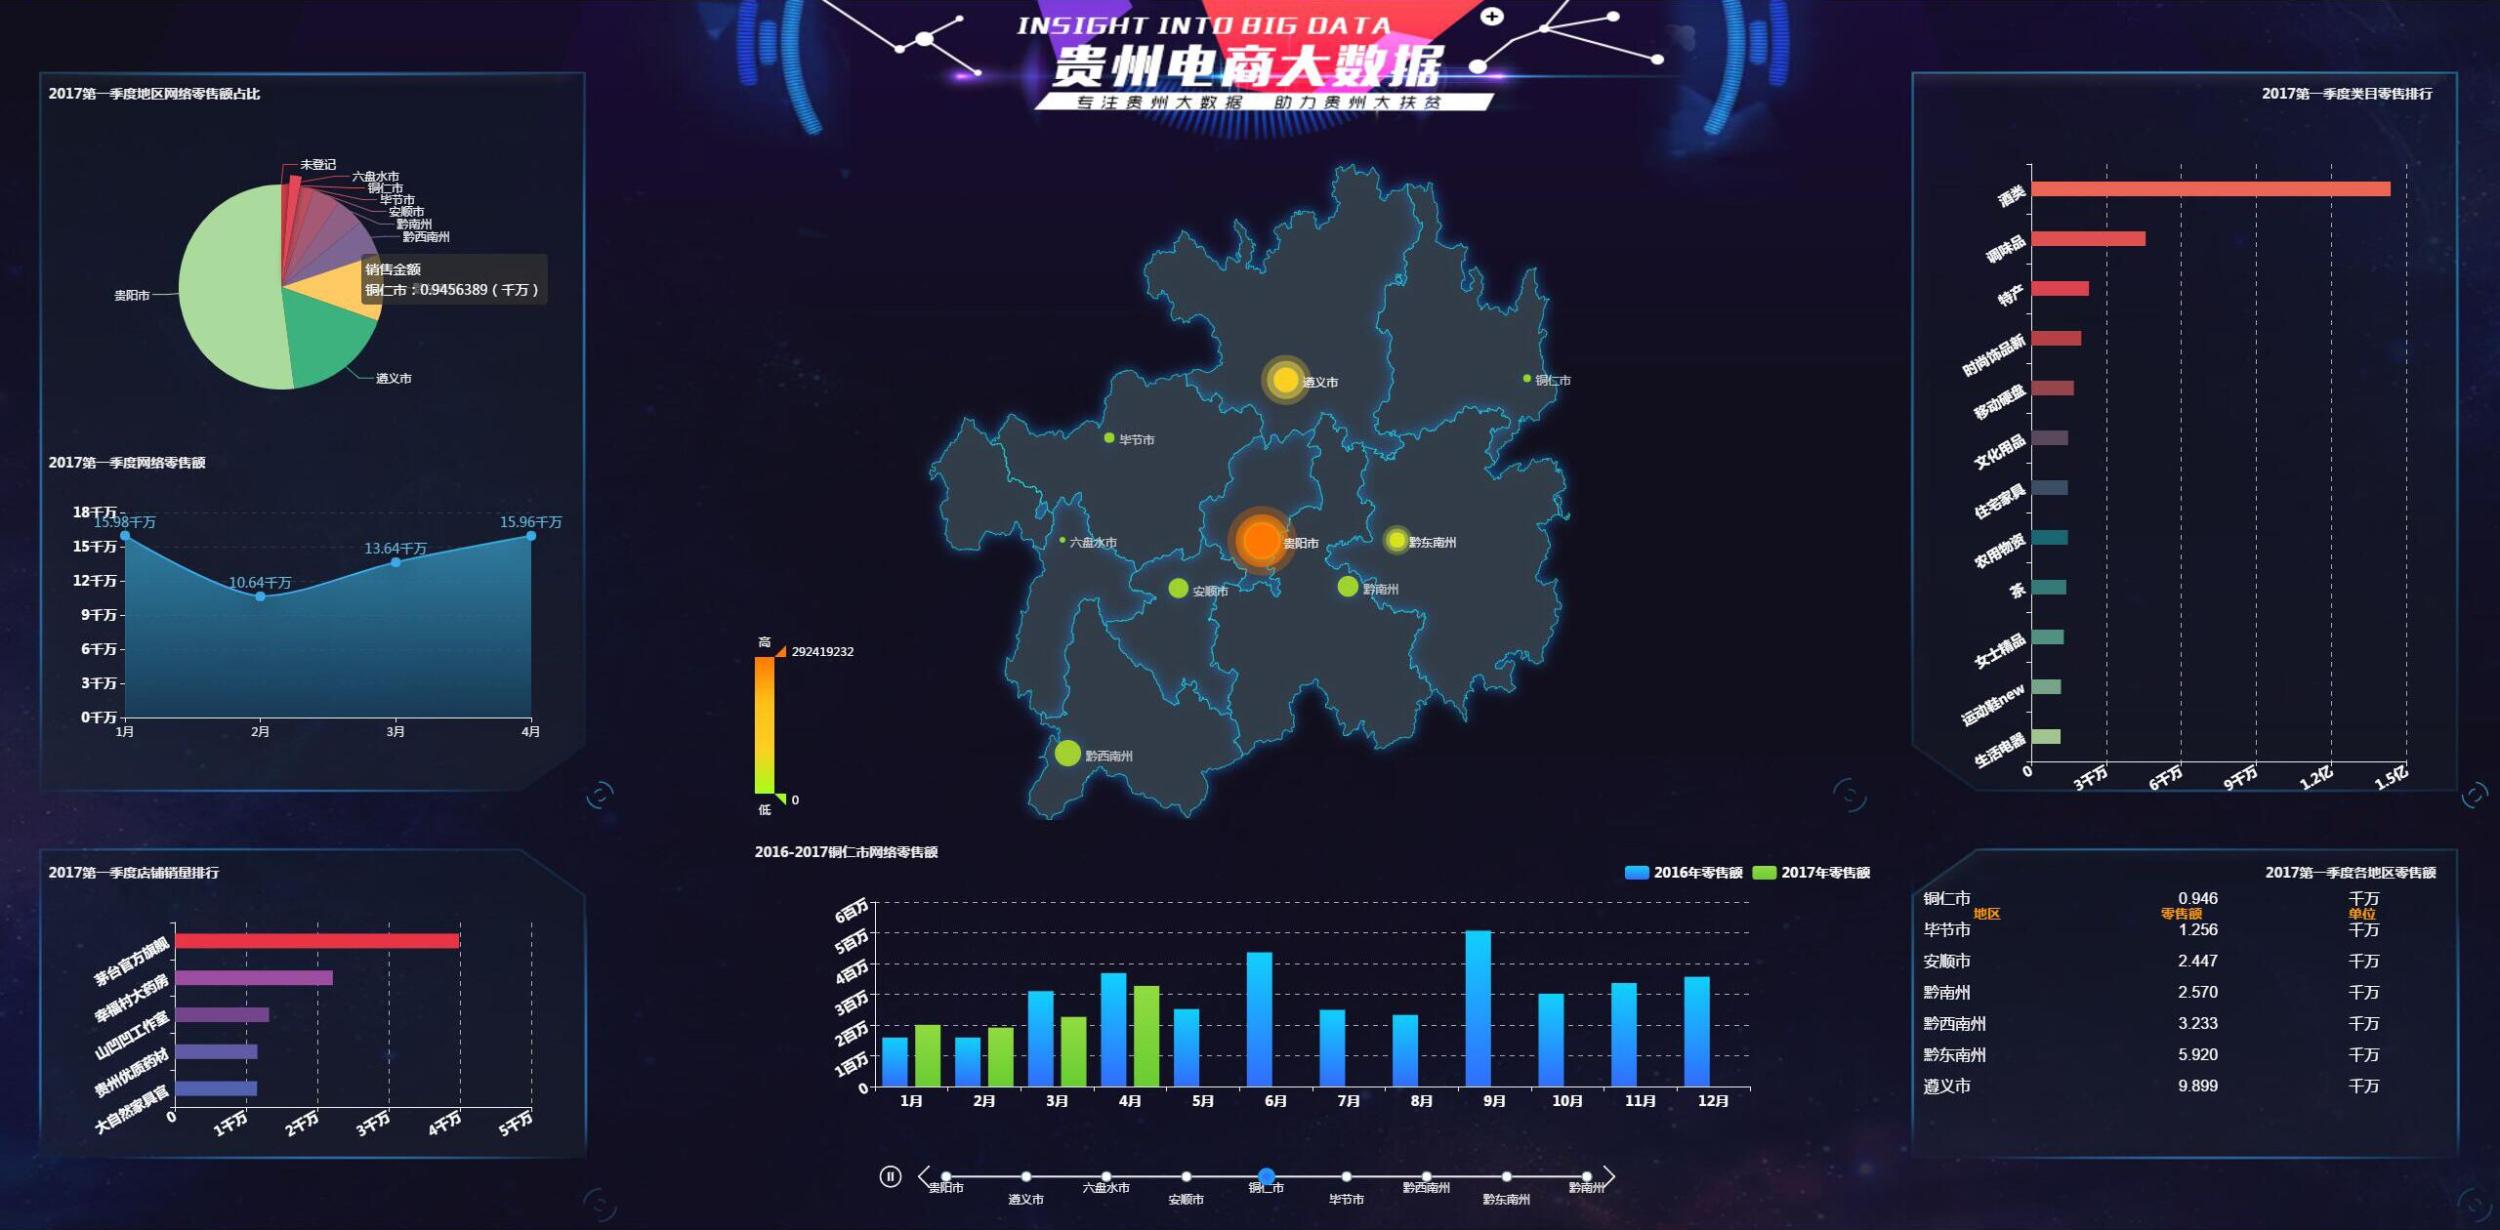 INSIGHT INTO BIG DATA
贵州电商大数据
专注贵州大数据 助力贵州大扶贫
2017第一季度地区网络零售额占比
未登记
六盘水市
铜仁市
毕节市
安顺市
黔南州
黔西南州
销售金额
铜仁市：0.9456389（千万）
贵阳市
遵义市
2017第一季度网络零售额
18千万
15千万
12千万
9千万
6千万
3千万
0千万
15.98千万
10.64千万
13.64千万
15.96千万
1月 2月 3月 4月
2017第一季度店铺销量排行
茅台官方旗舰
幸福村大药房
山凹凹工作室
贵州优质药材
大自然家具官
0 1千万 2千万 3千万 4千万 5千万
遵义市
铜仁市
毕节市
六盘水市
贵阳市
黔东南州
安顺市
黔南州
黔西南州
高
292419232
0
低
2016-2017铜仁市网络零售额
2016年零售额 2017年零售额
6百万
5百万
4百万
3百万
2百万
1百万
0
1月 2月 3月 4月 5月 6月 7月 8月 9月 10月 11月 12月
贵阳市 遵义市 六盘水市 安顺市 铜仁市 毕节市 黔西南州 黔东南州 黔南州
2017第一季度类目零售排行
酒类
调味品
特产
时尚饰品新
移动硬盘
文化用品
住宅家具
农用物资
茶
女士精品
运动鞋new
生活电器
0 3千万 6千万 9千万 1.2亿 1.5亿
2017第一季度各地区零售额
地区 零售额 单位
铜仁市 0.946 千万
毕节市 1.256 千万
安顺市 2.447 千万
黔南州 2.570 千万
黔西南州 3.233 千万
黔东南州 5.920 千万
遵义市 9.899 千万